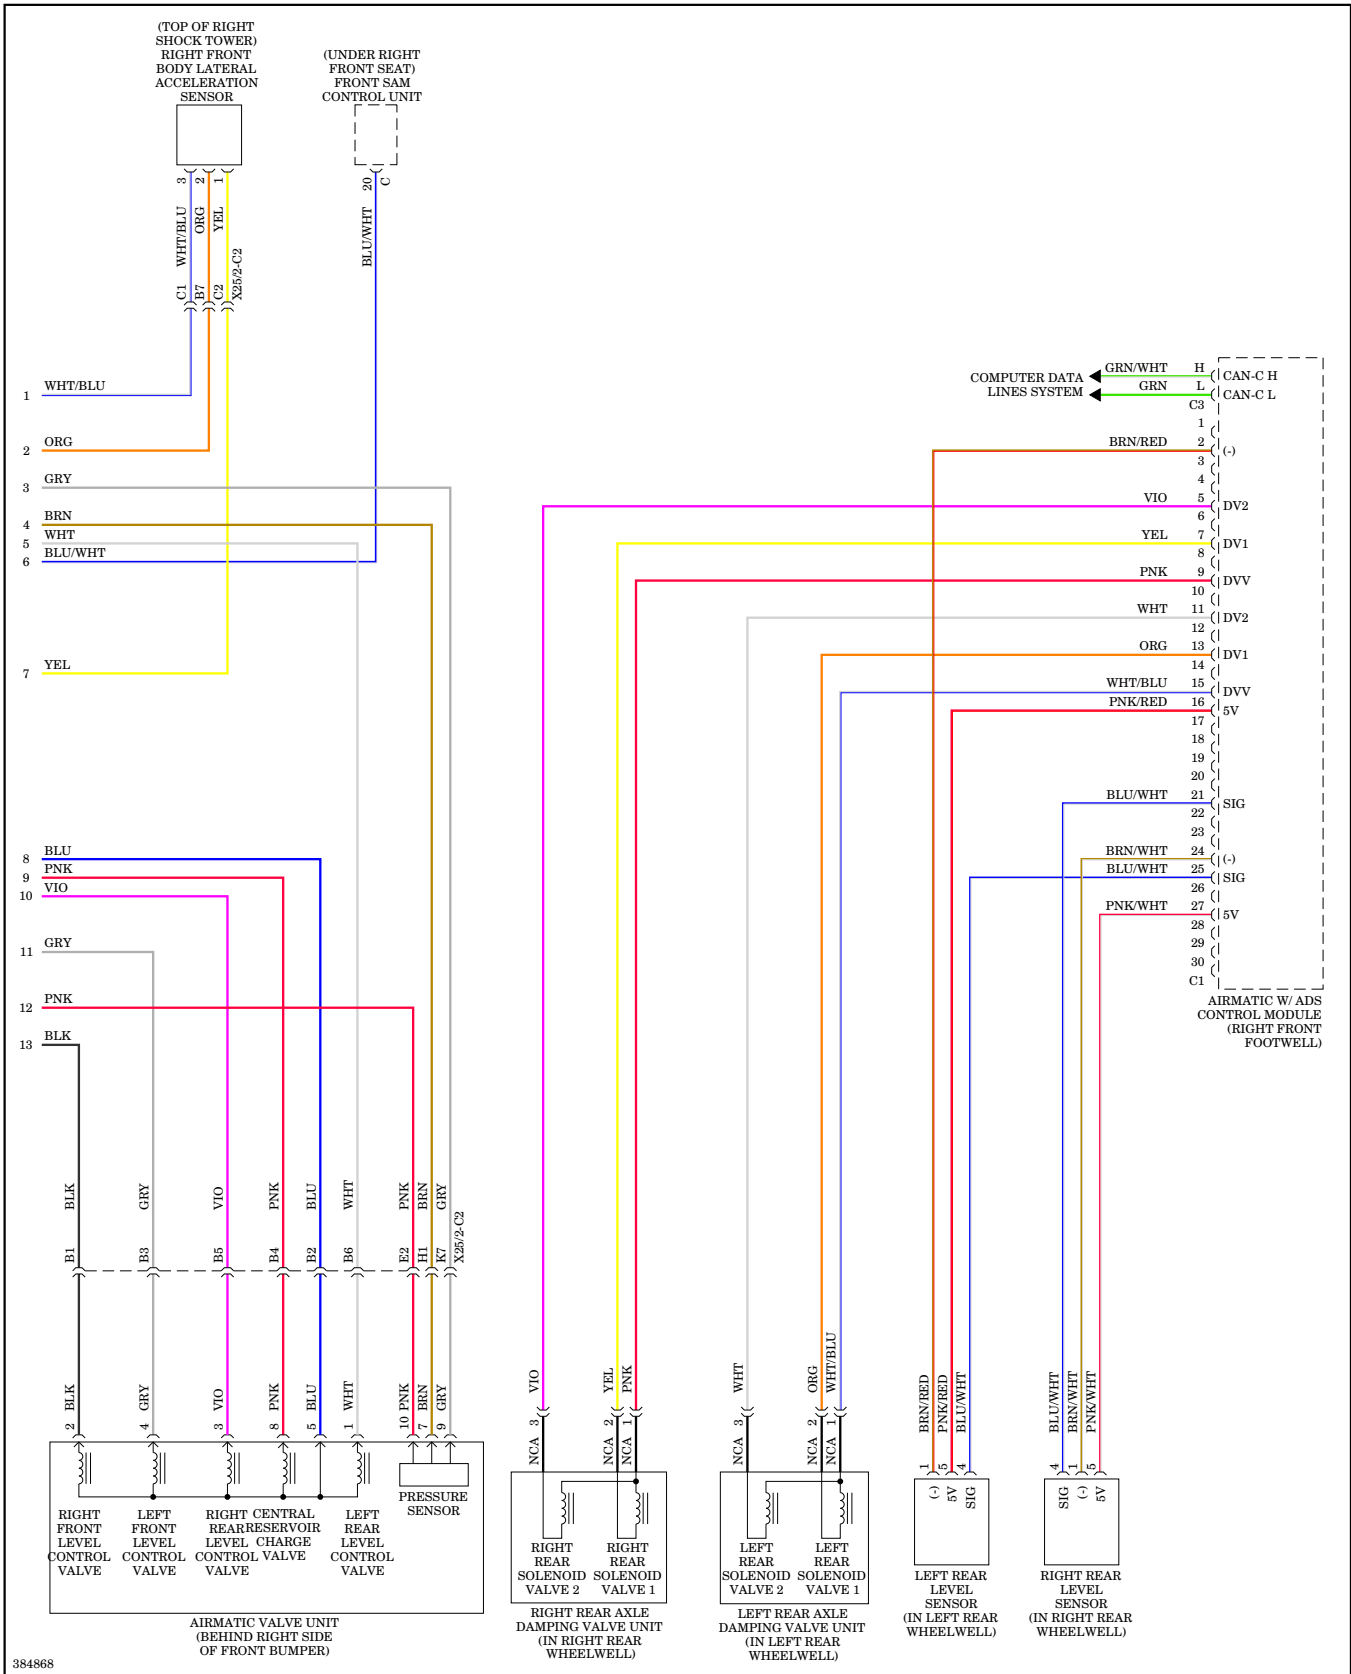 (TOP OF RIGHT
SHOCK TOWER)
RIGHT FRONT
BODY LATERAL
ACCELERATION
SENSOR
(UNDER RIGHT
FRONT SEAT)
FRONT SAM
CONTROL UNIT
3
2
1
20
C
WHT/BLU
ORG
YEL
BLU/WHT
C1
B7
C2
X25/2-C2
1 WHT/BLU
2 ORG
3 GRY
4 BRN
5 WHT
6 BLU/WHT
7 YEL
8 BLU
9 PNK
10 VIO
11 GRY
12 PNK
13 BLK
COMPUTER DATA
LINES SYSTEM
GRN/WHT H CAN-C H
GRN L CAN-C L
C3
1
BRN/RED 2 (-)
3
4
VIO 5 DV2
6
YEL 7 DV1
8
PNK 9 DVV
10
WHT 11 DV2
12
ORG 13 DV1
14
WHT/BLU 15 DVV
PNK/RED 16 5V
17
18
19
20
BLU/WHT 21 SIG
22
23
BRN/WHT 24 (-)
BLU/WHT 25 SIG
26
PNK/WHT 27 5V
28
29
30
C1
AIRMATIC W/ ADS
CONTROL MODULE
(RIGHT FRONT
FOOTWELL)
BLK
GRY
VIO
PNK
BLU
WHT
PNK
BRN
GRY
B1
B3
B5
B4
B2
B6
E2
H1
K7
X25/2-C2
BLK
GRY
VIO
PNK
BLU
WHT
PNK
BRN
GRY
2
4
3
8
5
1
10
7
9
RIGHT
FRONT
LEVEL
CONTROL
VALVE
LEFT
FRONT
LEVEL
CONTROL
VALVE
RIGHT
REAR
LEVEL
CONTROL
VALVE
CENTRAL
RESERVOIR
CHARGE
VALVE
LEFT
REAR
LEVEL
CONTROL
VALVE
PRESSURE
SENSOR
AIRMATIC VALVE UNIT
(BEHIND RIGHT SIDE
OF FRONT BUMPER)
VIO
YEL
PNK
3
2
1
NCA
NCA
NCA
RIGHT
REAR
SOLENOID
VALVE 2
RIGHT
REAR
SOLENOID
VALVE 1
RIGHT REAR AXLE
DAMPING VALVE UNIT
(IN RIGHT REAR
WHEELWELL)
WHT
ORG
WHT/BLU
3
2
1
NCA
NCA
NCA
LEFT
REAR
SOLENOID
VALVE 2
LEFT
REAR
SOLENOID
VALVE 1
LEFT REAR AXLE
DAMPING VALVE UNIT
(IN LEFT REAR
WHEELWELL)
BRN/RED
PNK/RED
BLU/WHT
1
5
4
(-)
5V
SIG
LEFT REAR
LEVEL
SENSOR
(IN LEFT REAR
WHEELWELL)
BLU/WHT
BRN/WHT
PNK/WHT
4
1
5
SIG
(-)
5V
RIGHT REAR
LEVEL
SENSOR
(IN RIGHT REAR
WHEELWELL)
384868